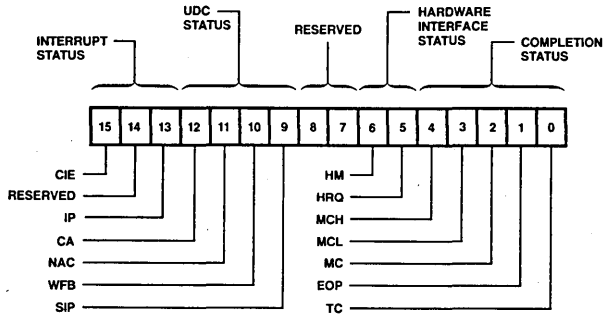 INTERRUPT
STATUS
UDC
STATUS
RESERVED
HARDWARE
INTERFACE
STATUS
COMPLETION
STATUS
15 14 13 12 11 10 9 8 7 6 5 4 3 2 1 0
CIE
RESERVED
IP
CA
NAC
WFB
SIP
HM
HRQ
MCH
MCL
MC
EOP
TC